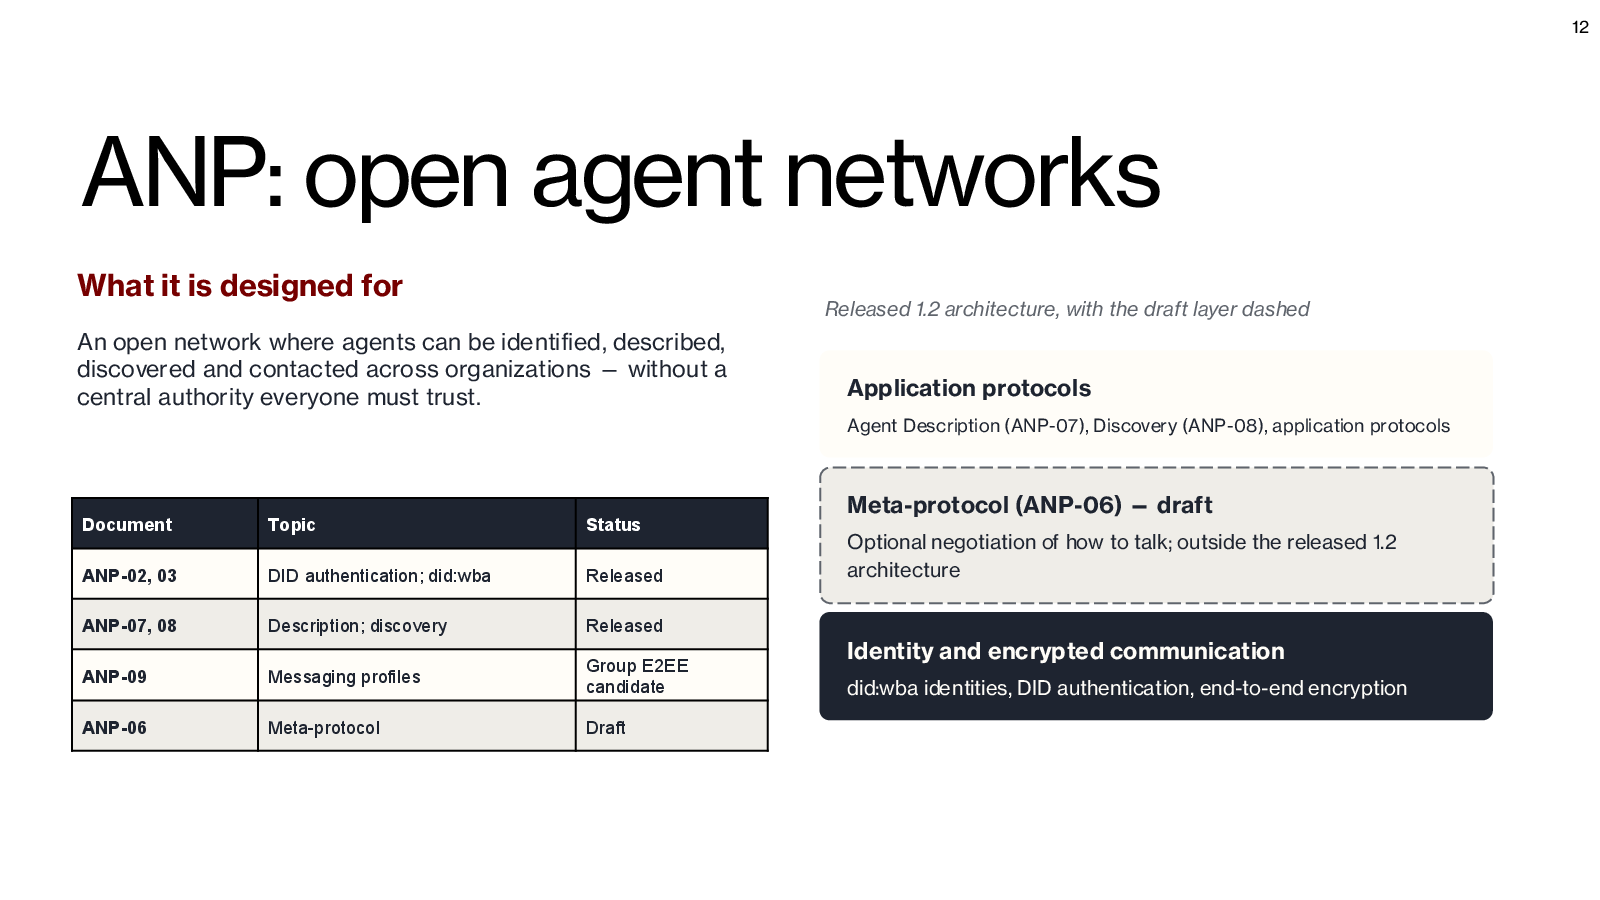 12
ANP: open agent networks
What it is designed for
An open network where agents can be identified, described,
discovered and contacted across organizations — without a
central authority everyone must trust.
Document Topic Status
ANP-02, 03 DID authentication; did:wba Released
ANP-07, 08 Description; discovery Released
ANP-09 Messaging profiles Group E2EE
candidate
ANP-06 Meta-protocol Draft
Released 1.2 architecture, with the draft layer dashed
Application protocols
Agent Description (ANP-07), Discovery (ANP-08), application protocols
Meta-protocol (ANP-06) — draft
Optional negotiation of how to talk; outside the released 1.2
architecture
Identity and encrypted communication
did:wba identities, DID authentication, end-to-end encryption